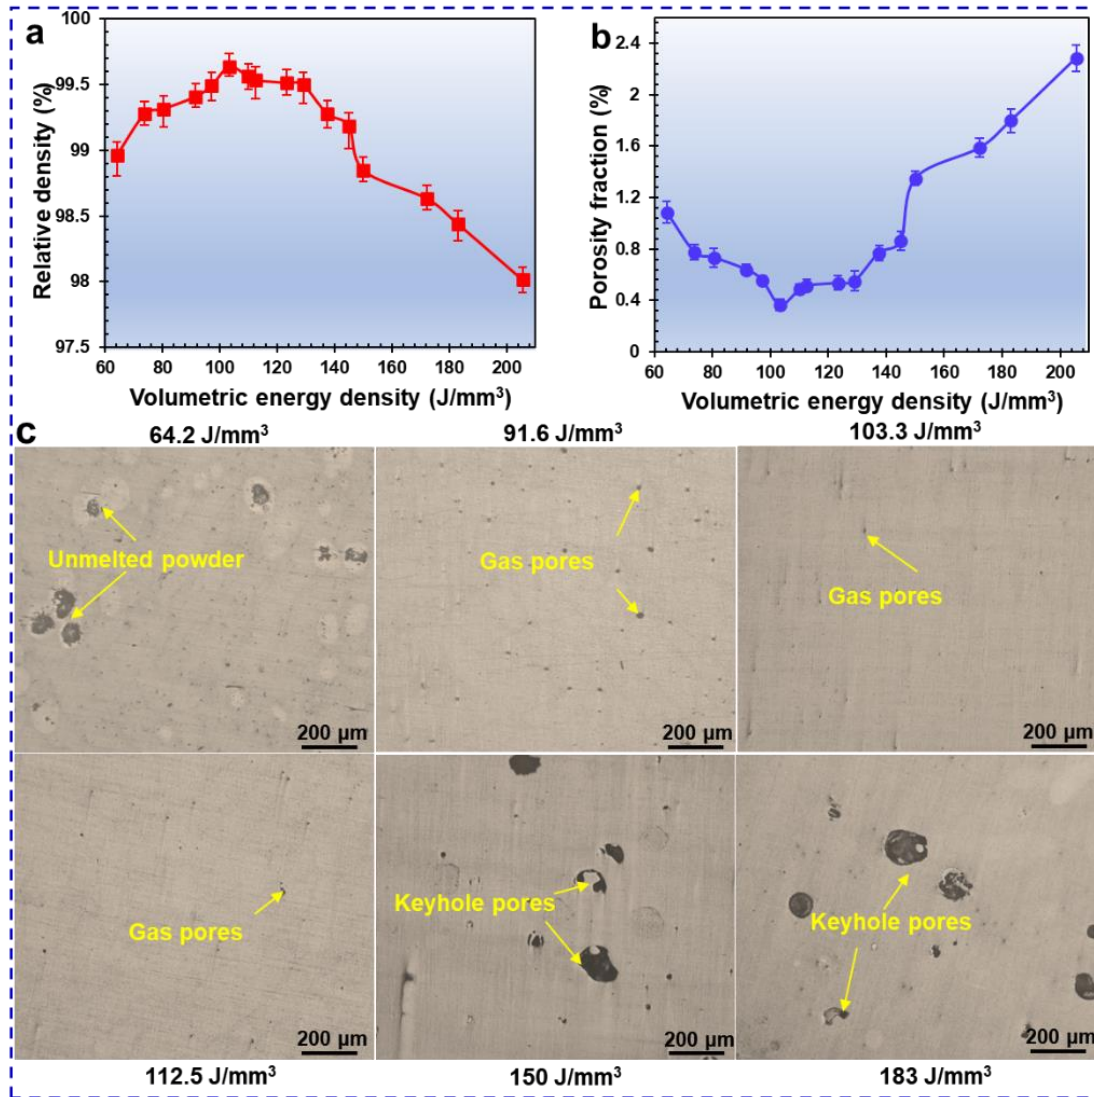 a
100
99.5
99
98.5
98
97.5
Relative density (%)
60 80 100 120 140 160 180 200
Volumetric energy density (J/mm³)
b
2.4
2
1.6
1.2
0.8
0.4
0
Porosity fraction (%)
60 80 100 120 140 160 180 200
Volumetric energy density (J/mm³)
c
64.2 J/mm³
91.6 J/mm³
103.3 J/mm³
Unmelted powder
200 µm
Gas pores
200 µm
Gas pores
200 µm
Gas pores
200 µm
Keyhole pores
200 µm
Keyhole pores
200 µm
112.5 J/mm³
150 J/mm³
183 J/mm³